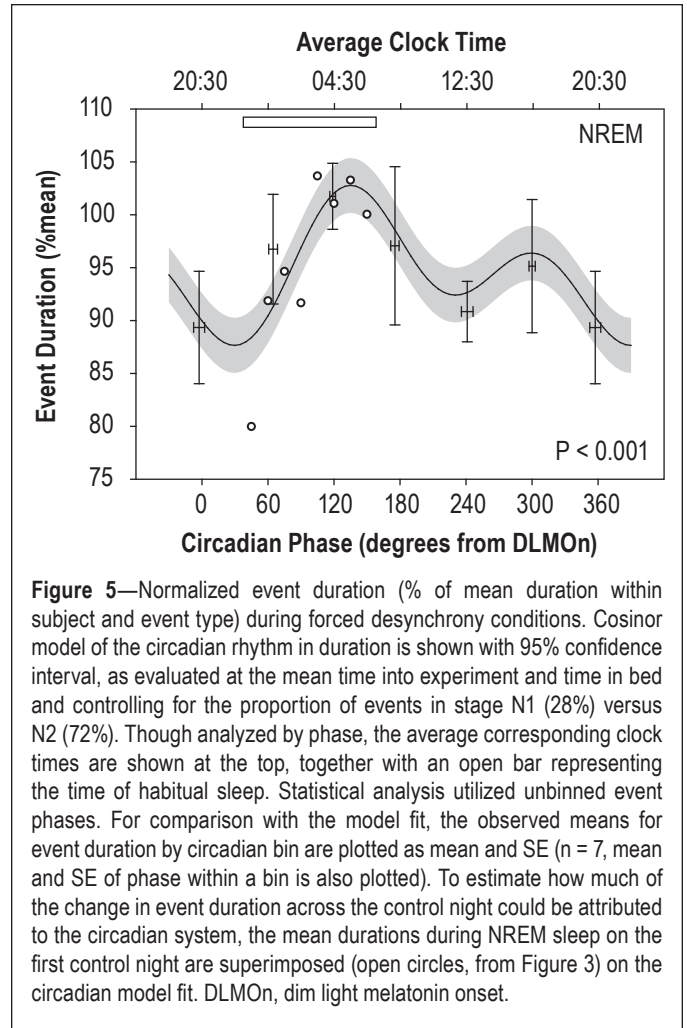 Average Clock Time
20:30 04:30 12:30 20:30
110
NREM
105
100
95
90
85
80
75
P < 0.001
Event Duration (%mean)
0 60 120 180 240 300 360
Circadian Phase (degrees from DLMOn)
Figure 5—Normalized event duration (% of mean duration within
subject and event type) during forced desynchrony conditions. Cosinor
model of the circadian rhythm in duration is shown with 95% confidence
interval, as evaluated at the mean time into experiment and time in bed
and controlling for the proportion of events in stage N1 (28%) versus
N2 (72%). Though analyzed by phase, the average corresponding clock
times are shown at the top, together with an open bar representing
the time of habitual sleep. Statistical analysis utilized unbinned event
phases. For comparison with the model fit, the observed means for
event duration by circadian bin are plotted as mean and SE (n = 7, mean
and SE of phase within a bin is also plotted). To estimate how much of
the change in event duration across the control night could be attributed
to the circadian system, the mean durations during NREM sleep on the
first control night are superimposed (open circles, from Figure 3) on the
circadian model fit. DLMOn, dim light melatonin onset.